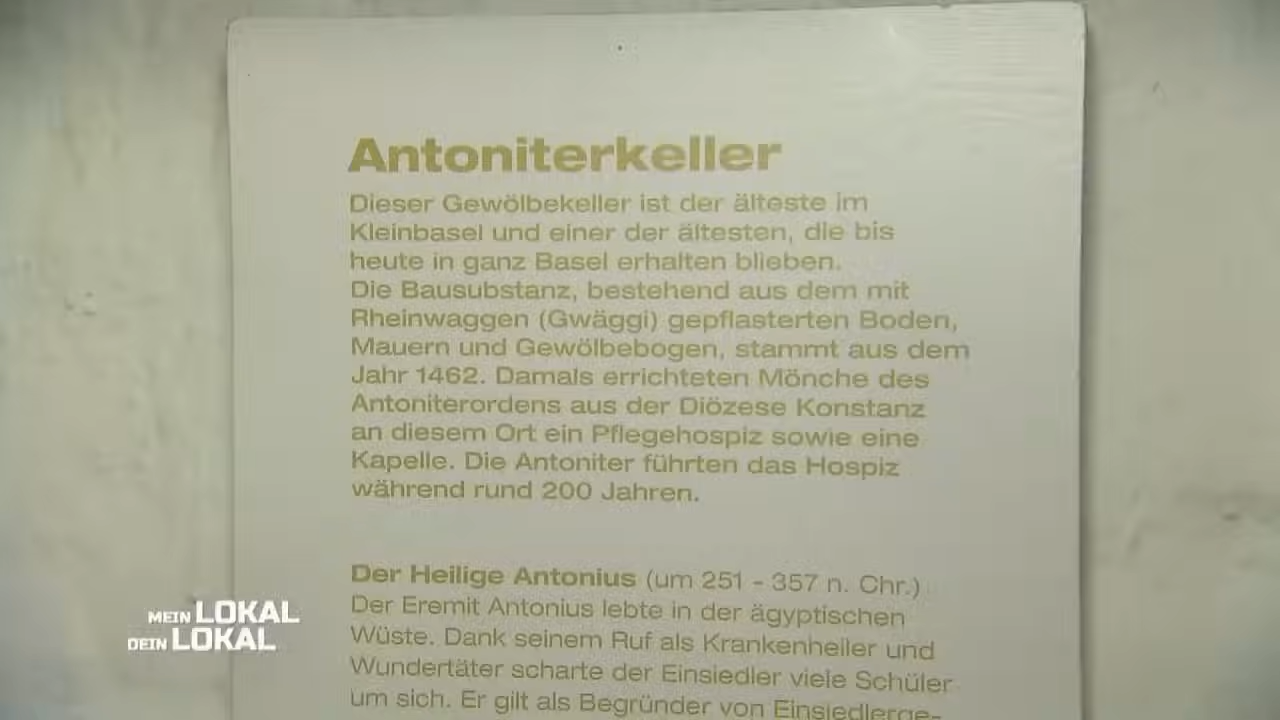 Antoniterkeller
Dieser Gewölbekeller ist der älteste im
Kleinbasel und einer der ältesten, die bis
heute in ganz Basel erhalten blieben.
Die Bausubstanz, bestehend aus dem mit
Rheinwaggen (Gwäggi) gepflasterten Boden,
Mauern und Gewölbebogen, stammt aus dem
Jahr 1462. Damals errichteten Mönche des
Antoniterordens aus der Diözese Konstanz
an diesem Ort ein Pflegehospiz sowie eine
Kapelle. Die Antoniter führten das Hospiz
während rund 200 Jahren.
Der Heilige Antonius (um 251 - 357 n. Chr.)
Der Eremit Antonius lebte in der ägyptischen
Wüste. Dank seinem Ruf als Krankenheiler und
Wundertäter scharte der Einsiedler viele Schüler
um sich. Er gilt als Begründer von Einsiedlerge-
MEIN LOKAL
DEIN LOKAL